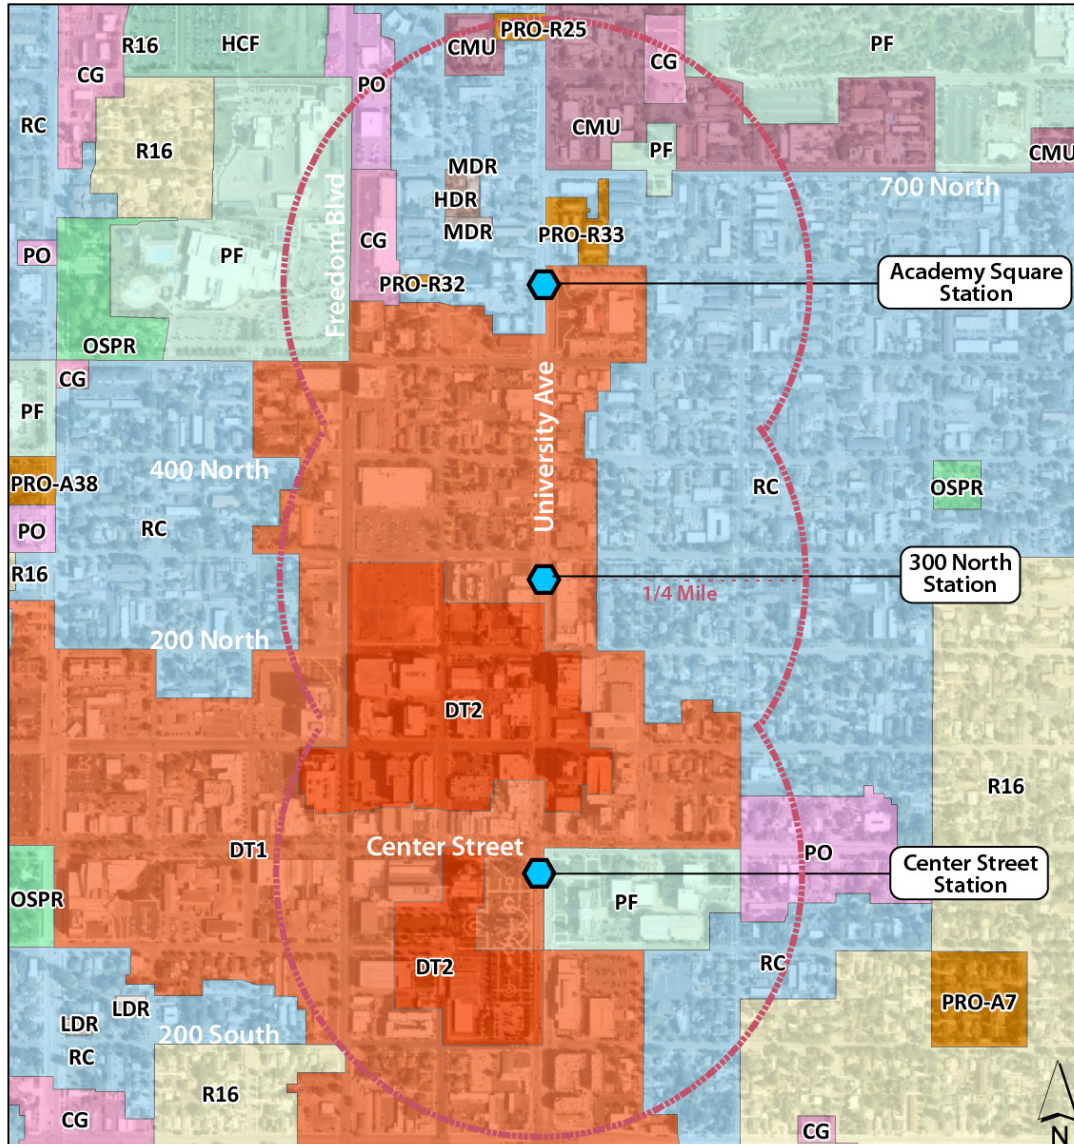 PRO-R25
R16
HCF
CMU
PF
CG
CG
PO
RC
CMU
R16
PF
CMU
MDR
700 North
HDR
MDR
PRO-R33
Freedom Blvd
CG
PO
PF
PRO-R32
Academy Square
Station
OSPR
CG
PF
University Ave
400 North
PRO-A38
RC
OSPR
RC
PO
300 North
Station
R16
1/4 Mile
200 North
DT2
R16
Center Street
DT1
PO
Center Street
Station
OSPR
PF
DT2
RC
PRO-A7
LDR
LDR
200 South
RC
R16
CG
CG
N